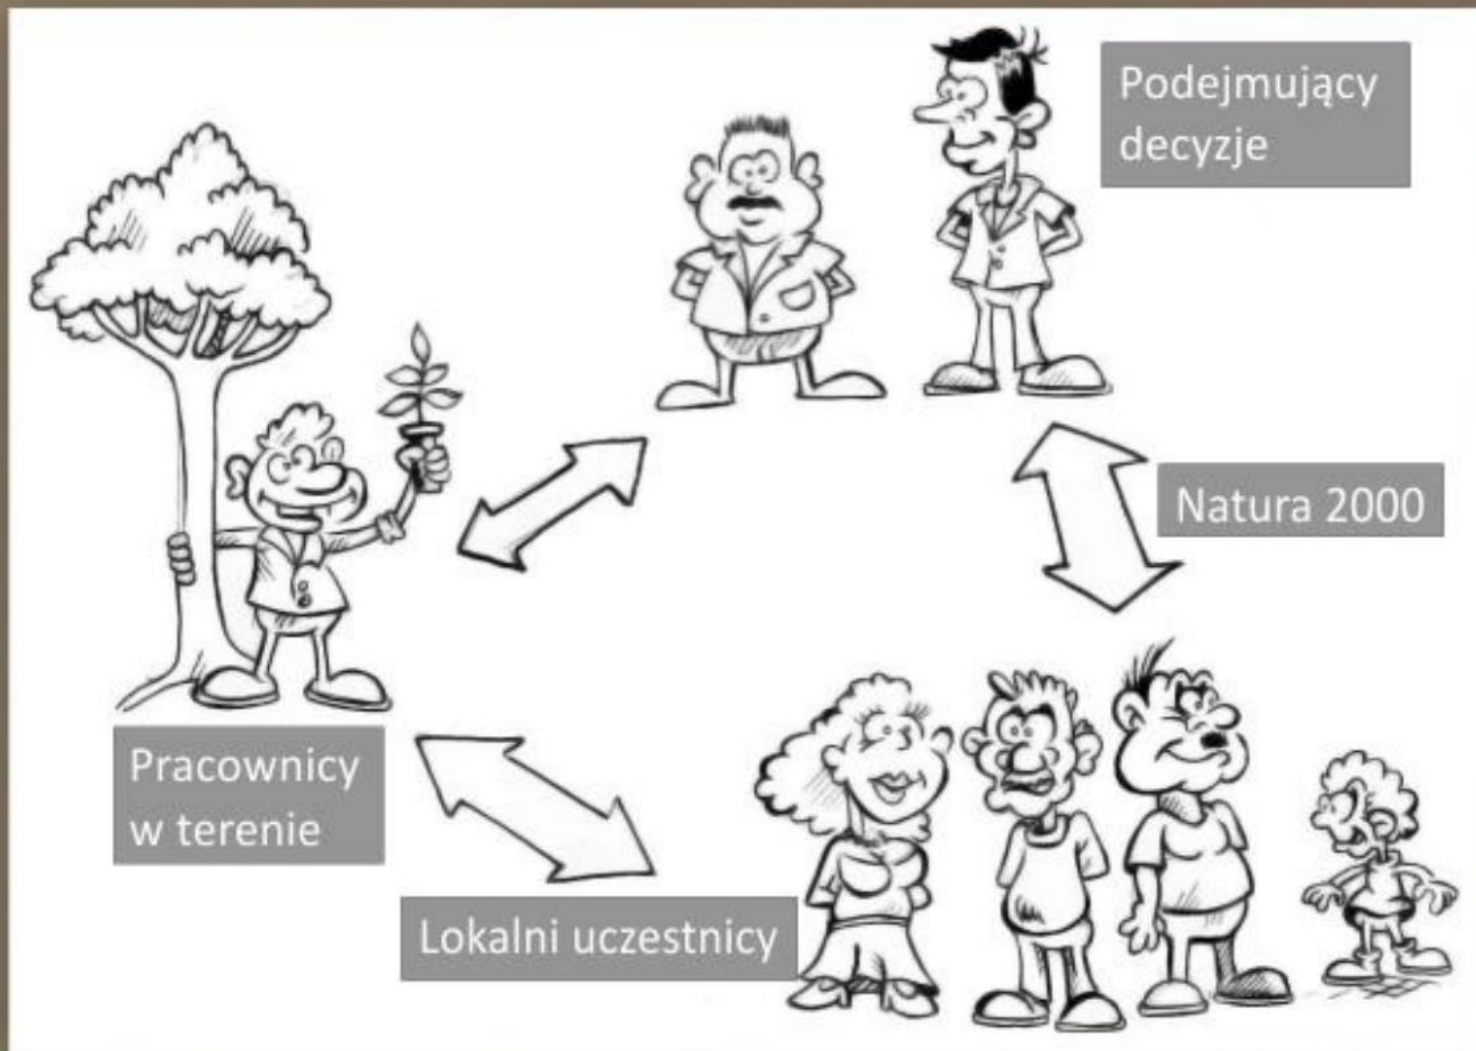 Podejmujący
decyzje
Natura 2000
Pracownicy
w terenie
Lokalni uczestnicy